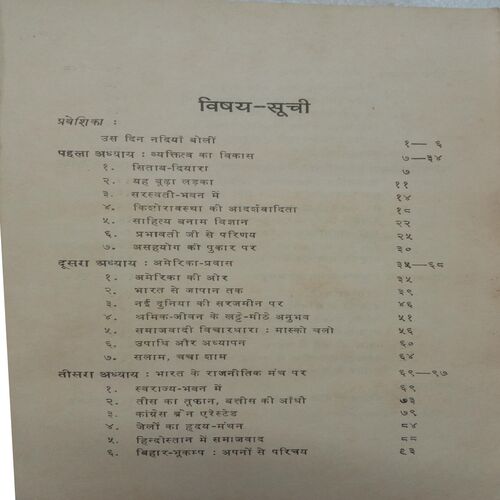 विषय-सूची
प्रवेशिका :
उस दिन नदियाँ बोलीं १— ६
पहला अध्याय : व्यक्तित्व का विकास ७—३४
१. सिताब-दियारा ७
२. यह बूढ़ा लड़का ११
३. सरस्वती-भवन में १४
४. किशोरावस्था की आदर्शवादिता १८
५. साहित्य बनाम विज्ञान २२
६. प्रभावती जी से परिणय २५
७. असहयोग की पुकार पर ३०
दूसरा अध्याय : अमेरिका-प्रवास ३५—६८
१. अमेरिका की ओर ३५
२. भारत से जापान तक ३९
३. नई दुनिया की सरजमीन पर ४६
४. श्रमिक-जीवन के खट्टे-मीठे अनुभव ५१
५. समाजवादी विचारधारा : मास्को चलो ५६
६. उपाधि और अध्यापन ६०
७. सलाम, चचा शाम ६४
तीसरा अध्याय : भारत के राजनीतिक मंच पर ६९—९७
१. स्वराज्य-भवन में ६९
२. तीस का तूफान, बत्तीस की आँधी ७३
३. कांग्रेस ब्रेन एरेस्टेड ७९
४. जेलों का हृदय-मंथन ८४
५. हिन्दोस्तान में समाजवाद ८८
६. बिहार-भूकम्प : अपनों से परिचय ९३